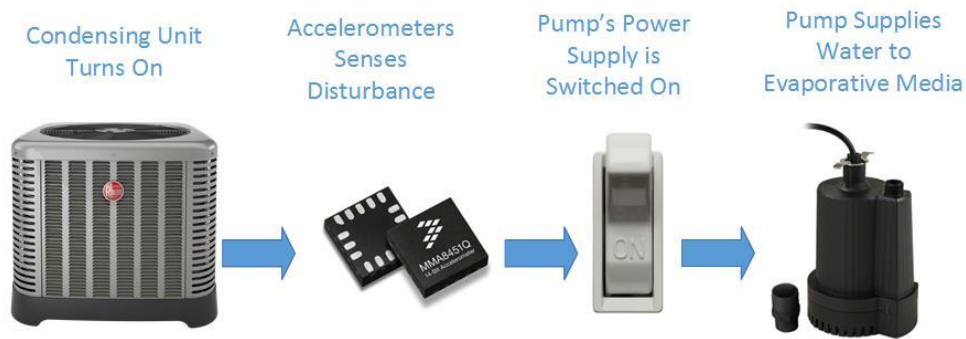 Condensing Unit
Turns On
Accelerometers
Senses
Disturbance
Pump's Power
Supply is
Switched On
Pump Supplies
Water to
Evaporative Media
MMA8451Q
14-Bit Accelerometer
ON